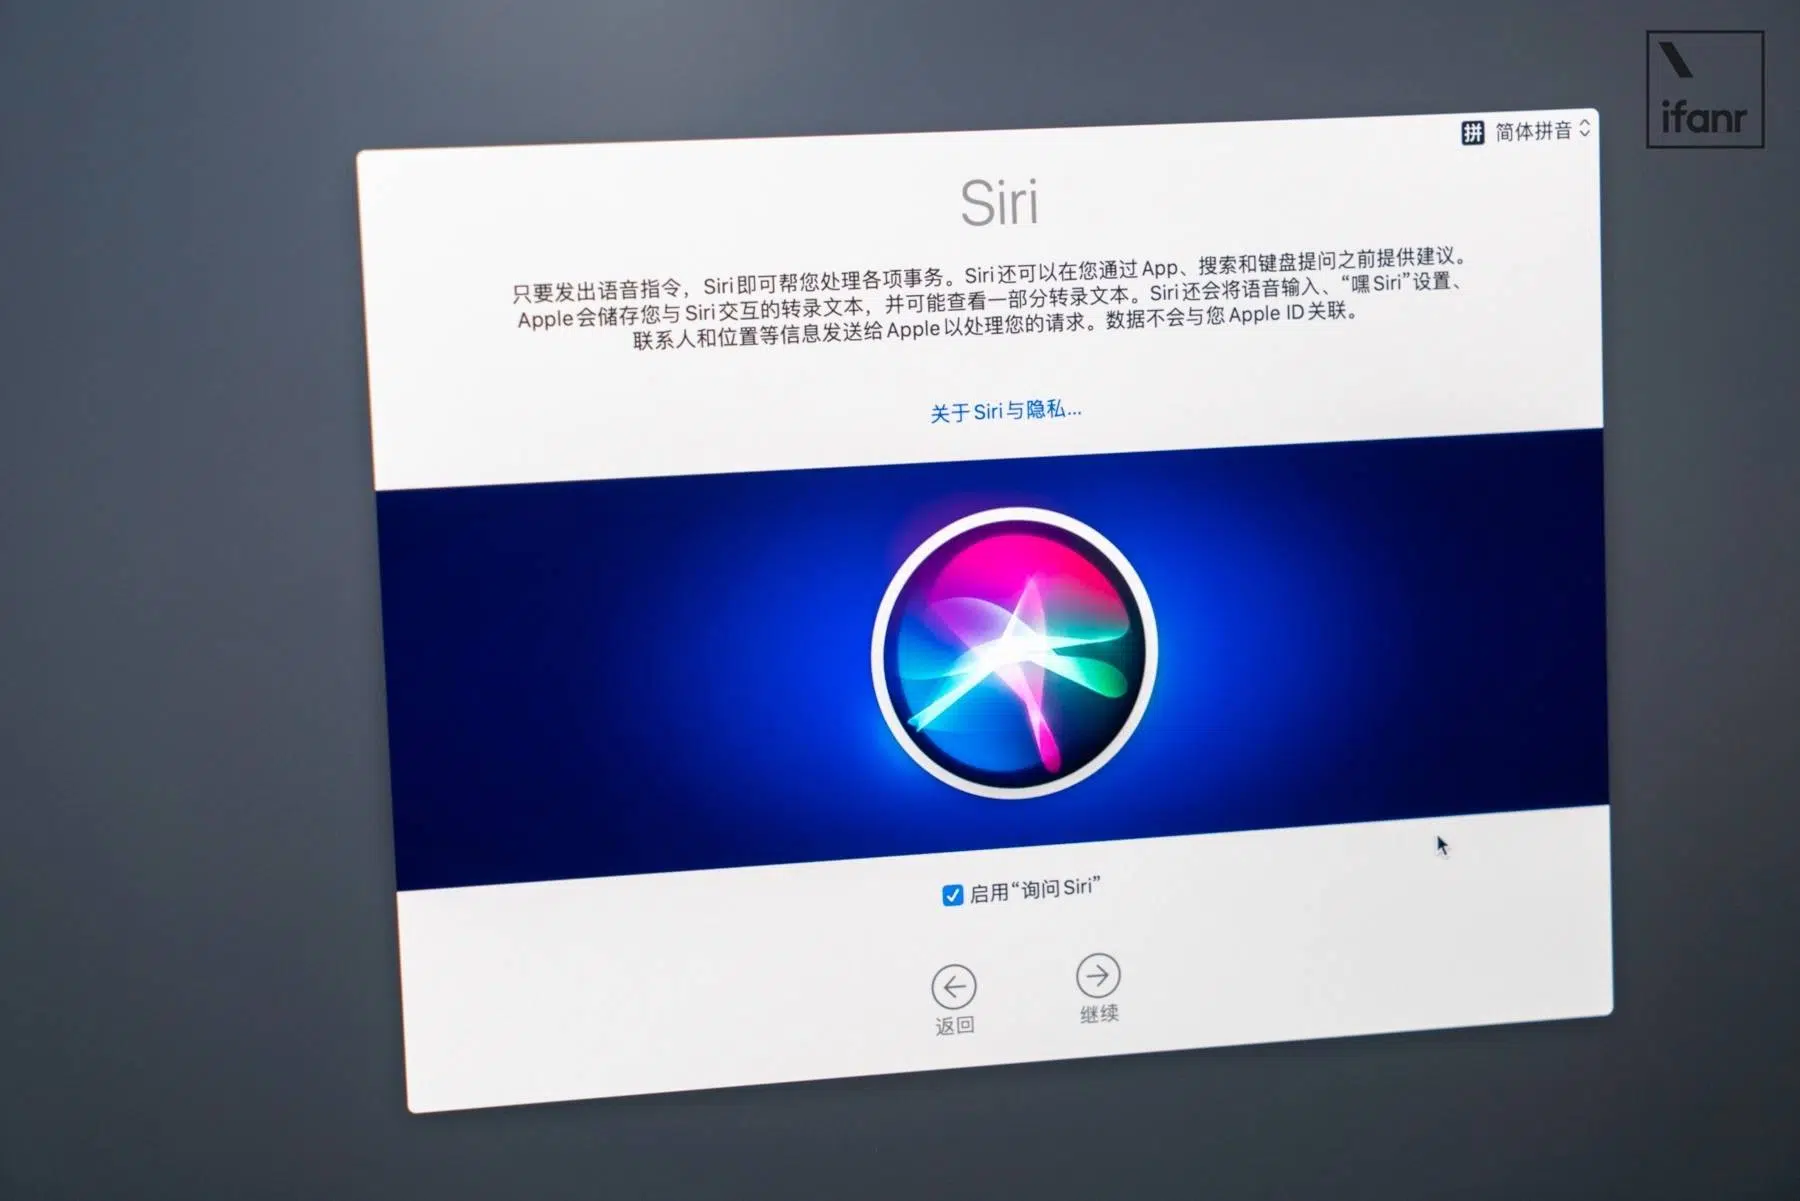 ifanr
拼 简体拼音
Siri
只要发出语音指令，Siri即可帮您处理各项事务。Siri还可以在您通过App、搜索和键盘提问之前提供建议。
Apple会储存您与Siri交互的转录文本，并可能查看一部分转录文本。Siri还会将语音输入、“嘿Siri”设置、
联系人和位置等信息发送给Apple以处理您的请求。数据不会与您Apple ID关联。
关于Siri与隐私...
启用“询问Siri”
返回
继续